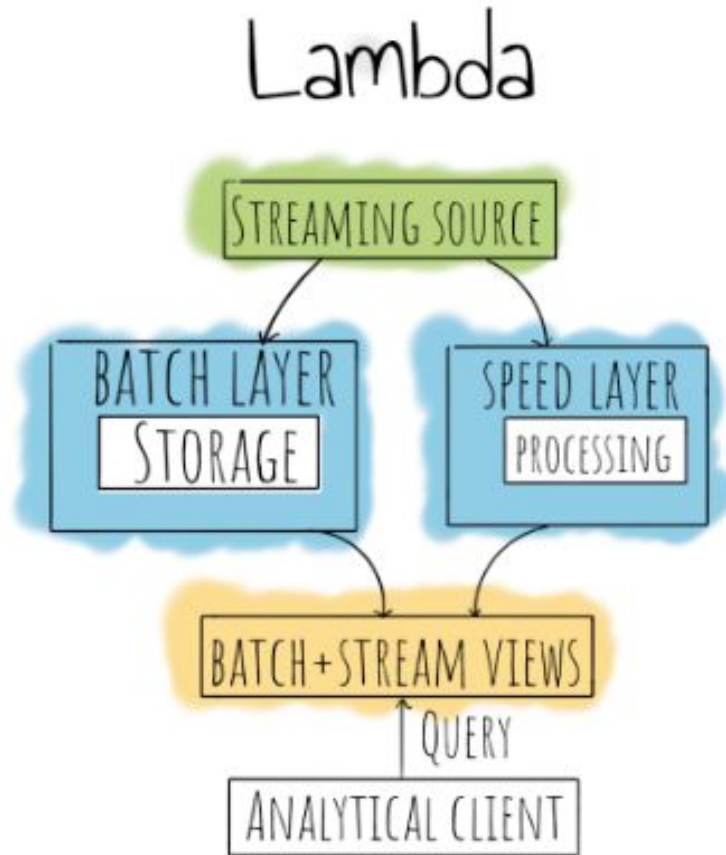 Lambda
STREAMING SOURCE
BATCH LAYER
STORAGE
SPEED LAYER
PROCESSING
BATCH+STREAM VIEWS
QUERY
ANALYTICAL CLIENT